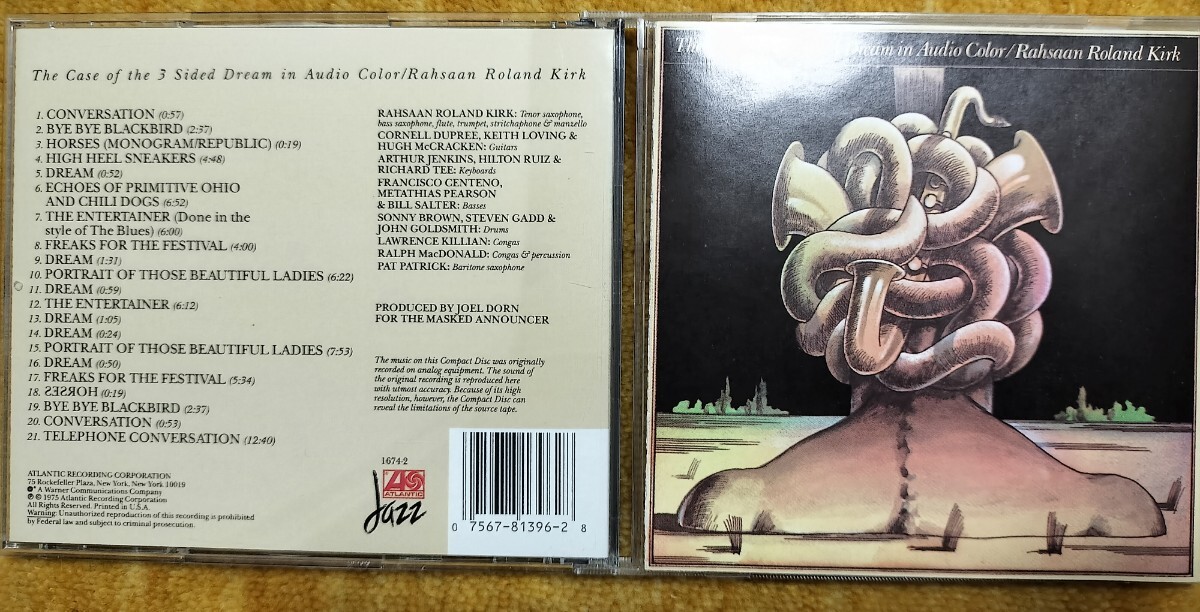 The Case of the 3 Sided Dream in Audio Color/Rahsaan Roland Kirk
1. CONVERSATION (0:57)
2. BYE BYE BLACKBIRD (2:37)
3. HORSES (MONOGRAM/REPUBLIC) (0:19)
4. HIGH HEEL SNEAKERS (4:48)
5. DREAM (0:52)
6. ECHOES OF PRIMITIVE OHIO
AND CHILI DOGS (6:52)
7. THE ENTERTAINER (Done in the
style of The Blues) (6:00)
8. FREAKS FOR THE FESTIVAL (4:00)
9. DREAM (1:31)
10. PORTRAIT OF THOSE BEAUTIFUL LADIES (6:22)
11. DREAM (0:59)
12. THE ENTERTAINER (6:12)
13. DREAM (1:05)
14. DREAM (0:24)
15. PORTRAIT OF THOSE BEAUTIFUL LADIES (7:53)
16. DREAM (0:50)
17. FREAKS FOR THE FESTIVAL (5:34)
18. HORSES (0:19)
19. BYE BYE BLACKBIRD (2:37)
20. CONVERSATION (0:53)
21. TELEPHONE CONVERSATION (12:40)
RAHSAAN ROLAND KIRK: Tenor saxophone,
bass saxophone, flute, trumpet, stritchaphone & manzello
CORNELL DUPREE, KEITH LOVING &
HUGH McCRACKEN: Guitars
ARTHUR JENKINS, HILTON RUIZ &
RICHARD TEE: Keyboards
FRANCISCO CENTENO,
METATHIAS PEARSON
& BILL SALTER: Basses
SONNY BROWN, STEVEN GADD &
JOHN GOLDSMITH: Drums
LAWRENCE KILLIAN: Congas
RALPH MacDONALD: Congas & percussion
PAT PATRICK: Baritone saxophone
PRODUCED BY JOEL DORN
FOR THE MASKED ANNOUNCER
The music on this Compact Disc was originally
recorded on analog equipment. The sound of
the original recording is reproduced here
with utmost accuracy. Because of its high
resolution, however, the Compact Disc can
reveal the limitations of the source tape.
ATLANTIC RECORDING CORPORATION
75 Rockefeller Plaza, New York, New York 10019
A Warner Communications Company
℗ © 1975 Atlantic Recording Corporation
All Rights Reserved. Printed in U.S.A.
Warning: Unauthorized reproduction of this recording is prohibited
by Federal law and subject to criminal prosecution.
1674-2
ATLANTIC
Jazz
0 7567-81396-2 8
Dream in Audio Color/Rahsaan Roland Kirk